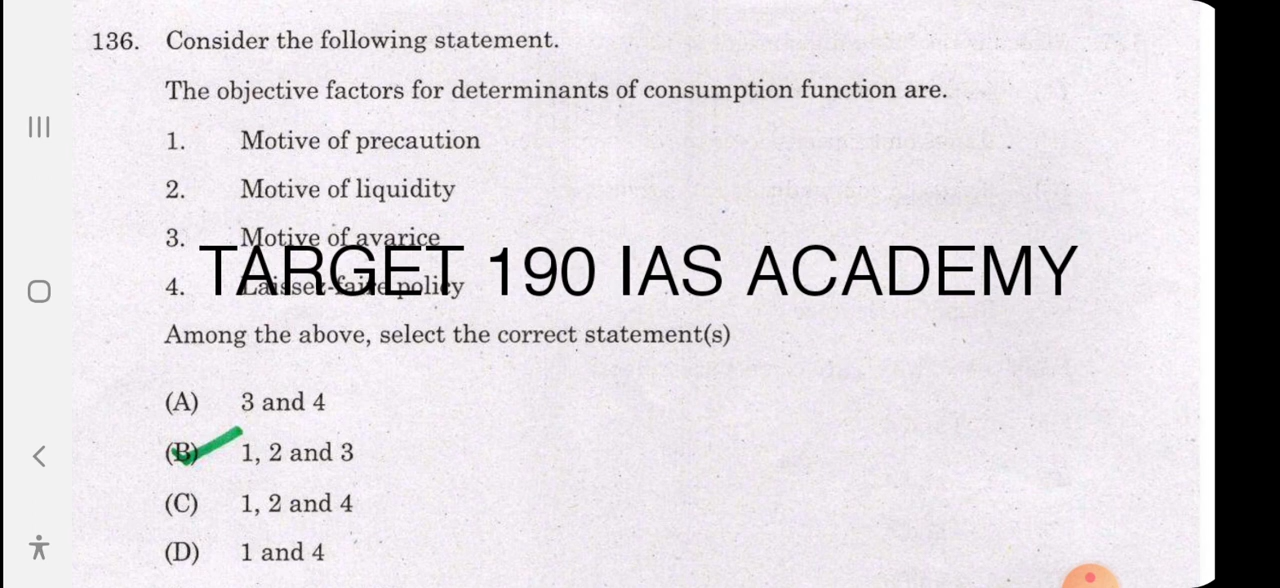 136. Consider the following statement.
The objective factors for determinants of consumption function are.
1. Motive of precaution
2. Motive of liquidity
3. Motive of avarice
TARGET 190 IAS ACADEMY
4. Laissez-faire policy
Among the above, select the correct statement(s)
(A) 3 and 4
(B) 1, 2 and 3
(C) 1, 2 and 4
(D) 1 and 4